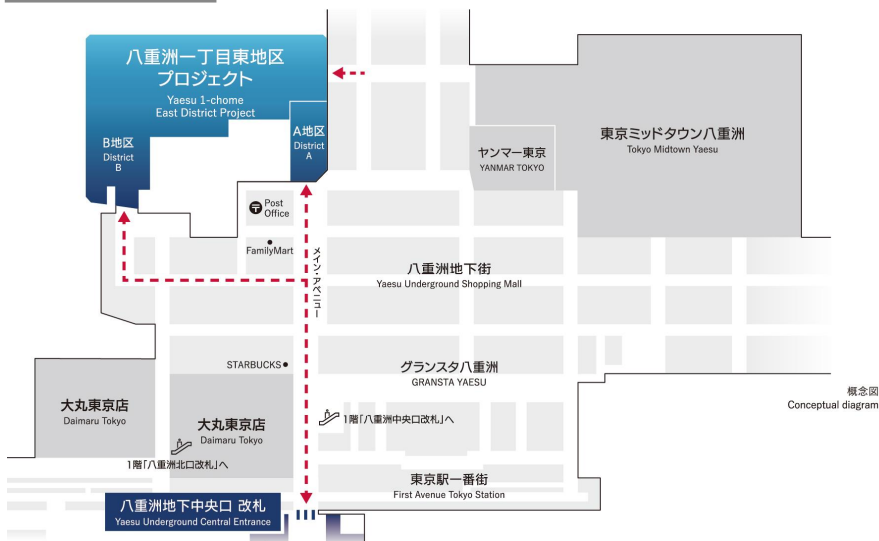 八重洲一丁目東地区
プロジェクト
Yaesu 1-chome
East District Project
B地区
District
B
A地区
District
A
ヤンマー東京
YANMAR TOKYO
東京ミッドタウン八重洲
Tokyo Midtown Yaesu
Post
Office
FamilyMart
メイン・アベニュー
八重洲地下街
Yaesu Underground Shopping Mall
STARBUCKS
グランスタ八重洲
GRANSTA YAESU
概念図
Conceptual diagram
大丸東京店
Daimaru Tokyo
大丸東京店
Daimaru Tokyo
1階「八重洲中央口改札」へ
1階「八重洲北口改札」へ
東京駅一番街
First Avenue Tokyo Station
八重洲地下中央口 改札
Yaesu Underground Central Entrance